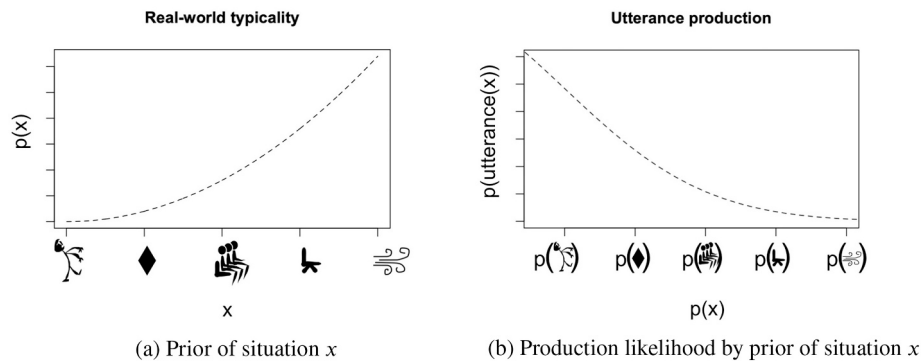 Real-world typicality
p(x)
x
(a) Prior of situation x
Utterance production
p(utterance(x))
p( ) p( ) p( ) p( ) p( )
p(x)
(b) Production likelihood by prior of situation x